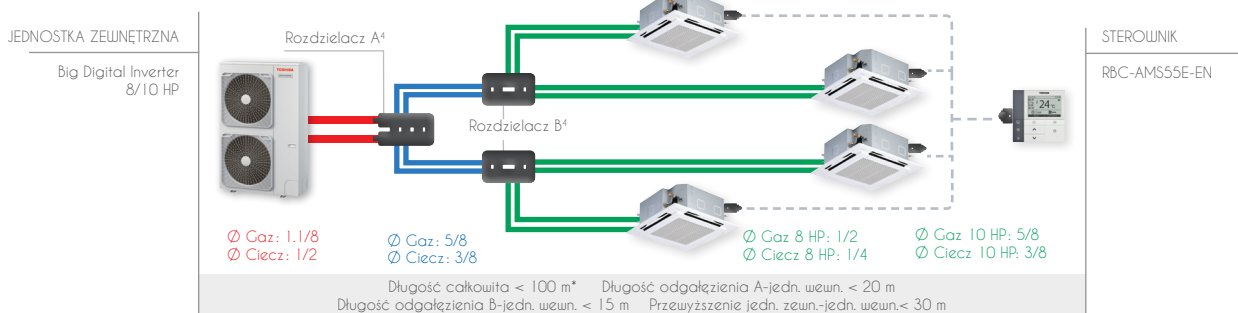 JEDNOSTKA ZEWNĘTRZNA
Big Digital Inverter
8/10 HP
Rozdzielacz A⁴
TOSHIBA
Rozdzielacz B⁴
STEROWNIK
RBC-AMS55E-EN
TOSHIBA
24
Ø Gaz: 1.1/8
Ø Ciecz: 1/2
Ø Gaz: 5/8
Ø Ciecz: 3/8
Ø Gaz 8 HP: 1/2
Ø Ciecz 8 HP: 1/4
Ø Gaz 10 HP: 5/8
Ø Ciecz 10 HP: 3/8
Długość całkowita < 100 m* Długość odgałęzienia A-jedn. wewn. < 20 m
Długość odgałęzienia B-jedn. wewn. < 15 m Przewyższenie jedn. zewn.-jedn. wewn.< 30 m